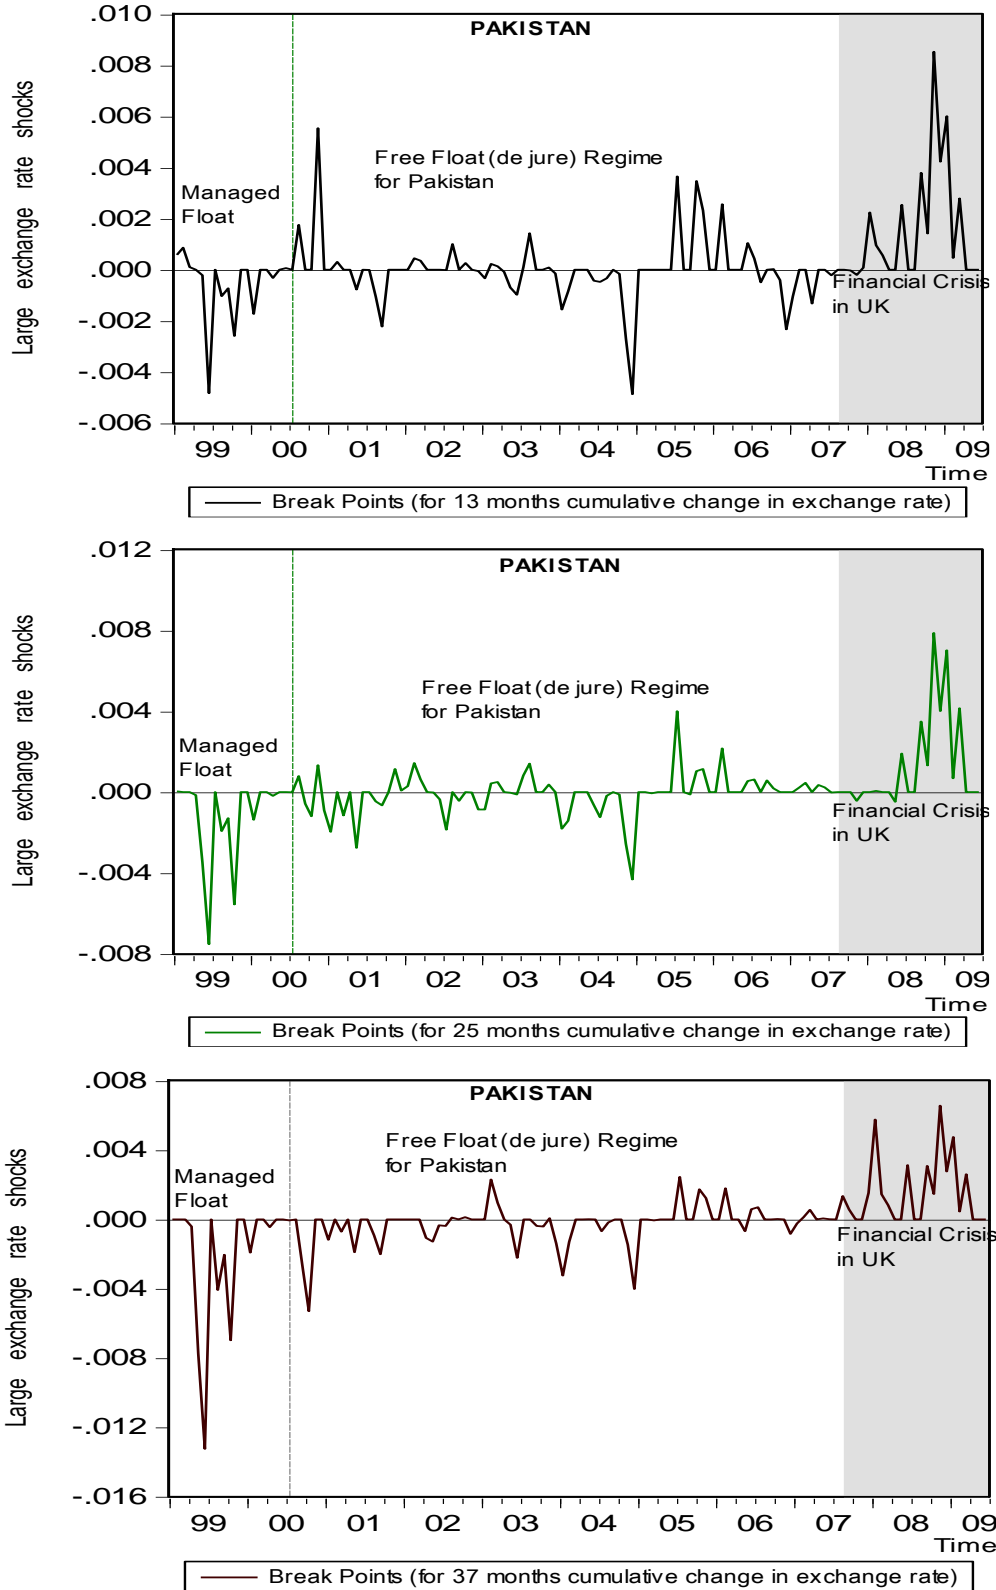 PAKISTAN
Large exchange rate shocks
.010
.008
.006
.004
.002
.000
-.002
-.004
-.006
Managed
Float
Free Float (de jure) Regime
for Pakistan
Financial Crisis
in UK
99 00 01 02 03 04 05 06 07 08 09
Time
Break Points (for 13 months cumulative change in exchange rate)
PAKISTAN
Large exchange rate shocks
.012
.008
.004
.000
-.004
-.008
Managed
Float
Free Float (de jure) Regime
for Pakistan
Financial Crisis
in UK
99 00 01 02 03 04 05 06 07 08 09
Time
Break Points (for 25 months cumulative change in exchange rate)
PAKISTAN
Large exchange rate shocks
.008
.004
.000
-.004
-.008
-.012
-.016
Managed
Float
Free Float (de jure) Regime
for Pakistan
Financial Crisis
in UK
99 00 01 02 03 04 05 06 07 08 09
Time
Break Points (for 37 months cumulative change in exchange rate)